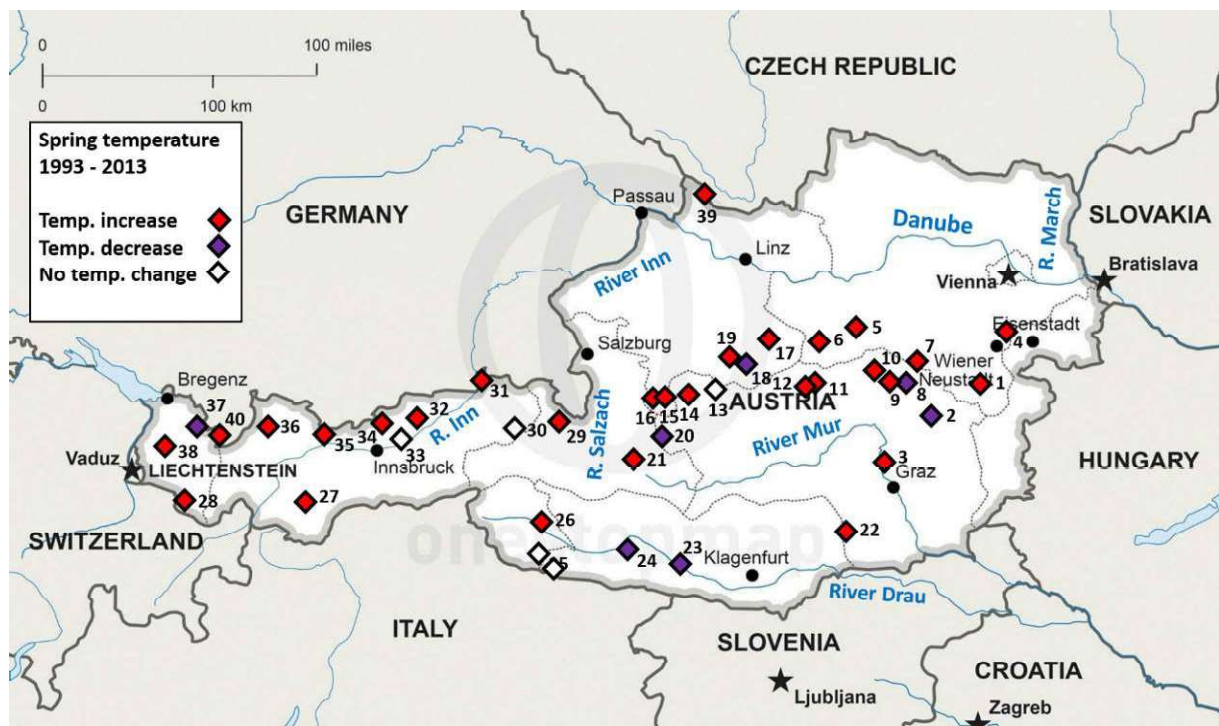 0 100 miles
0 100 km
Spring temperature
1993 - 2013
Temp. increase
Temp. decrease
No temp. change
CZECH REPUBLIC
GERMANY
Passau
39
Danube
R. March
SLOVAKIA
Linz
River Inn
Vienna
Bratislava
Salzburg
19
17
6
5
Eisenstadt
4
18
10
7
Wiener
Neustadt
31
12
11
9
8
1
Bregenz
37
40
36
34
32
R. Inn
30
29
16
15
14
13
AUSTRIA
2
38
35
33
Innsbruck
R. Salzach
20
River Mur
Vaduz
LIECHTENSTEIN
21
3
Graz
HUNGARY
28
27
26
22
SWITZERLAND
onestopmap
5
24
23
Klagenfurt
River Drau
ITALY
SLOVENIA
CROATIA
Ljubljana
Zagreb